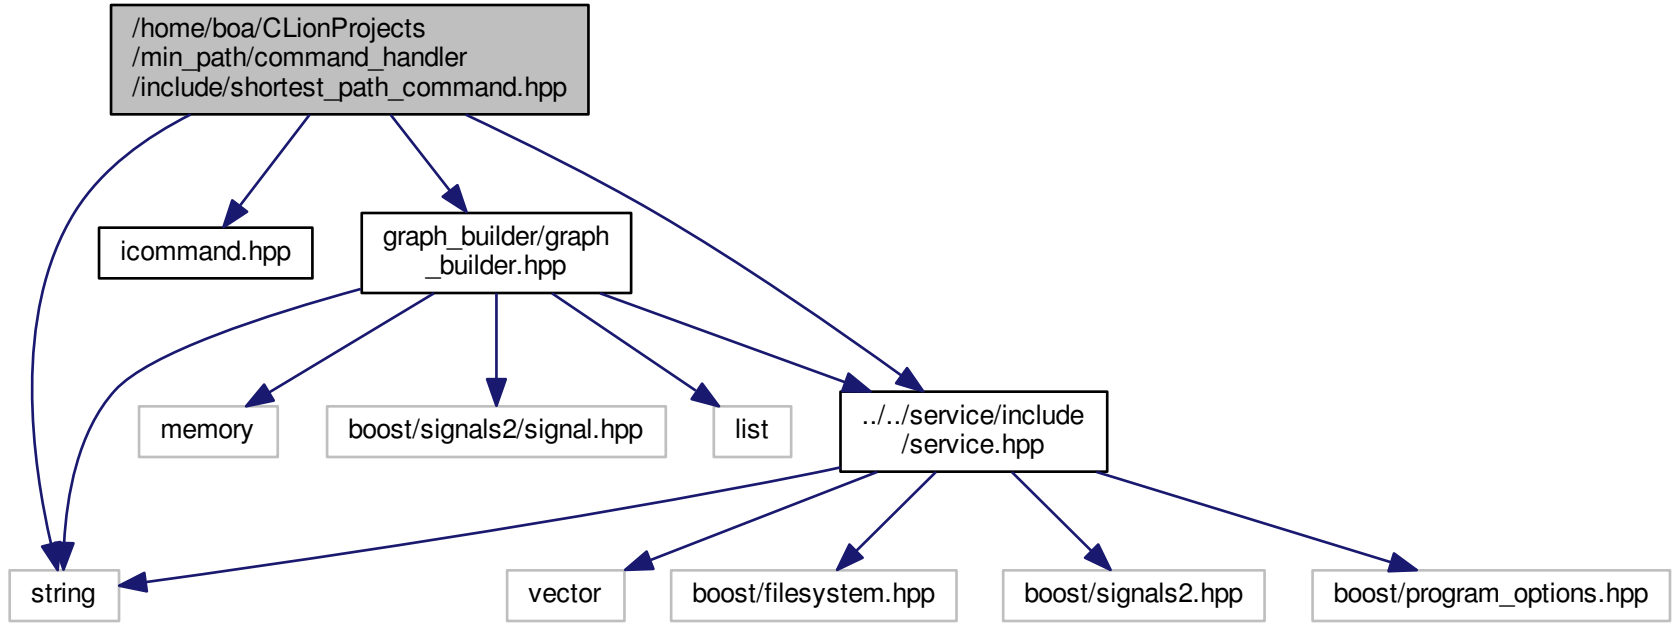 /home/boa/CLionProjects
/min_path/command_handler
/include/shortest_path_command.hpp
icommand.hpp
graph_builder/graph
_builder.hpp
memory
boost/signals2/signal.hpp
list
../../service/include
/service.hpp
string
vector
boost/filesystem.hpp
boost/signals2.hpp
boost/program_options.hpp